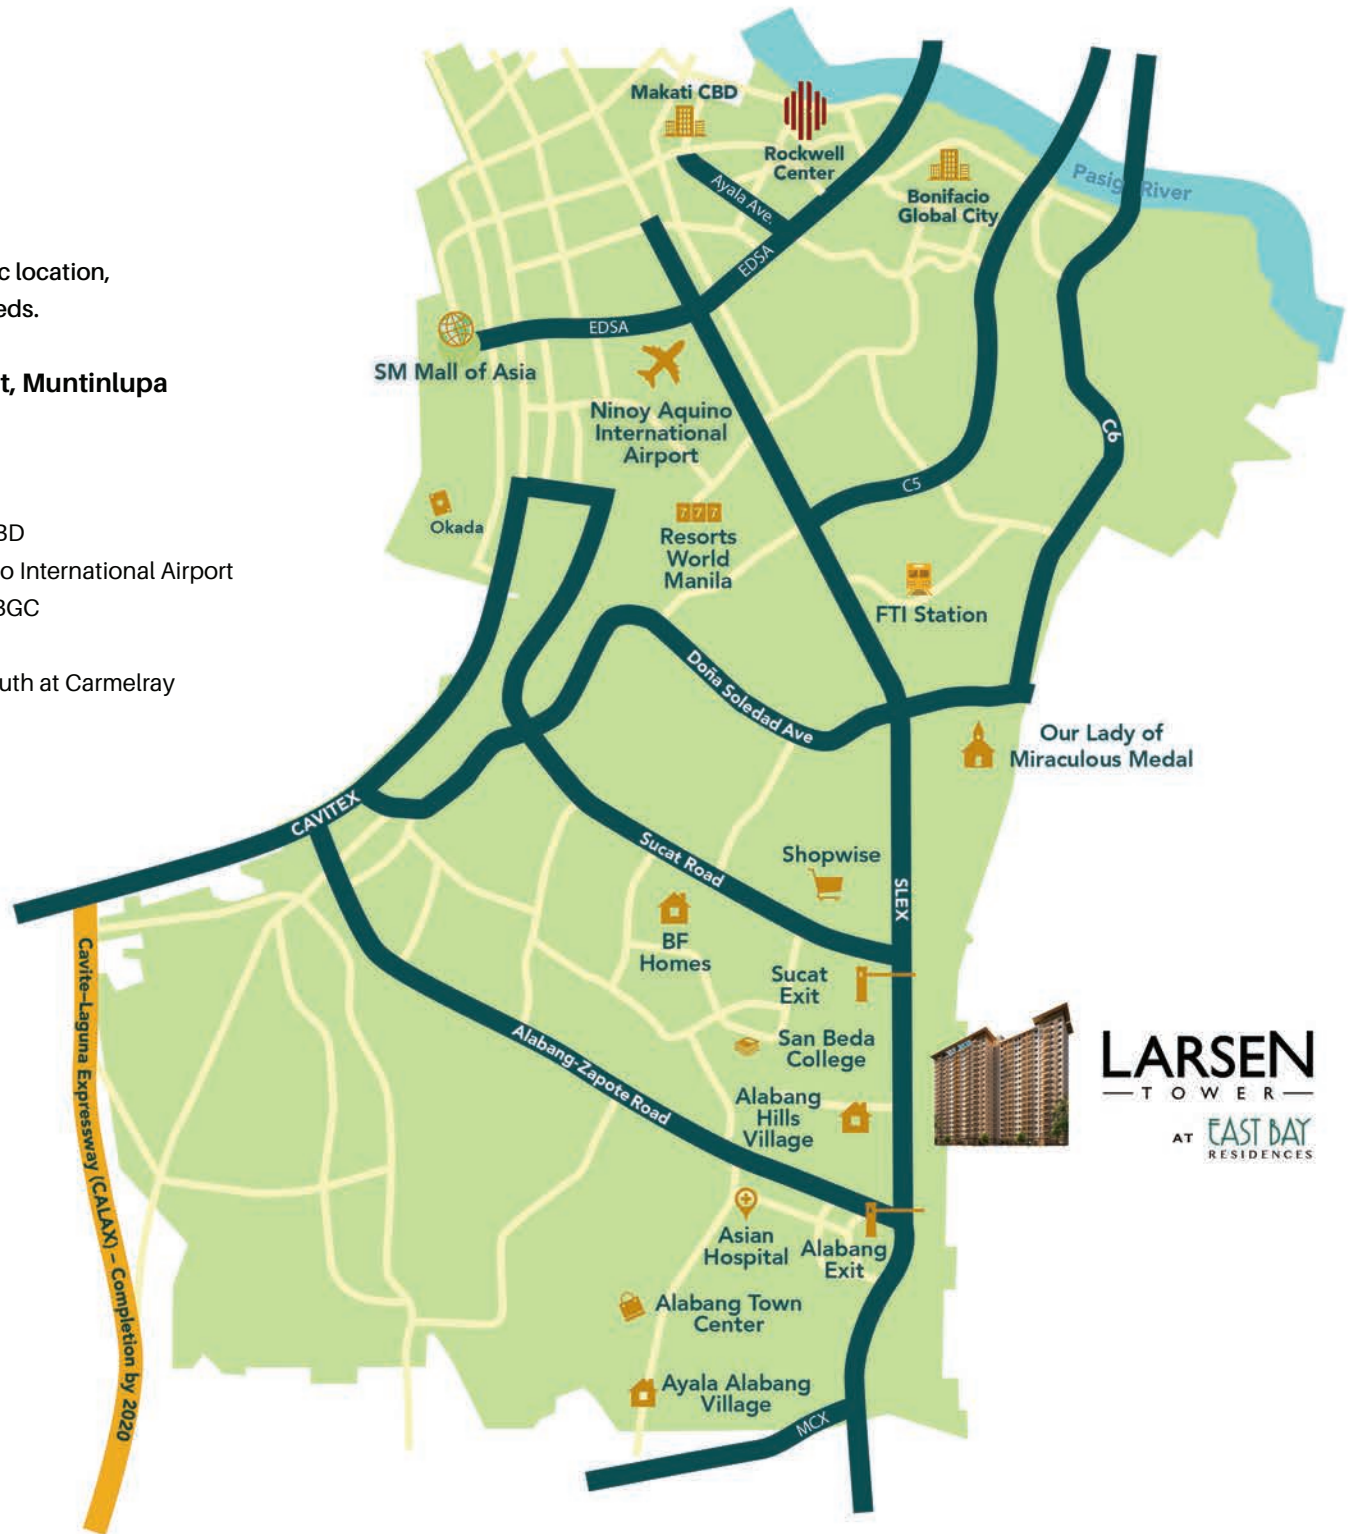 c location,
eds.
t, Muntinlupa
BD
o International Airport
BGC
uth at Carmelray
Makati CBD
Rockwell
Center
Ayala Ave.
Bonifacio
Global City
Pasig River
EDSA
EDSA
SM Mall of Asia
Ninoy Aquino
International
Airport
C6
C5
Okada
Resorts
World
Manila
FTI Station
Doña Soledad Ave
Our Lady of
Miraculous Medal
CAVITEX
Sucat Road
Shopwise
SLEX
BF
Homes
Sucat
Exit
Cavite-Laguna Expressway (CALAX) - Completion by 2020
San Beda
College
LARSEN
TOWER
AT EAST BAY
RESIDENCES
Alabang-Zapote Road
Alabang
Hills
Village
Asian
Hospital
Alabang
Exit
Alabang Town
Center
Ayala Alabang
Village
MCX